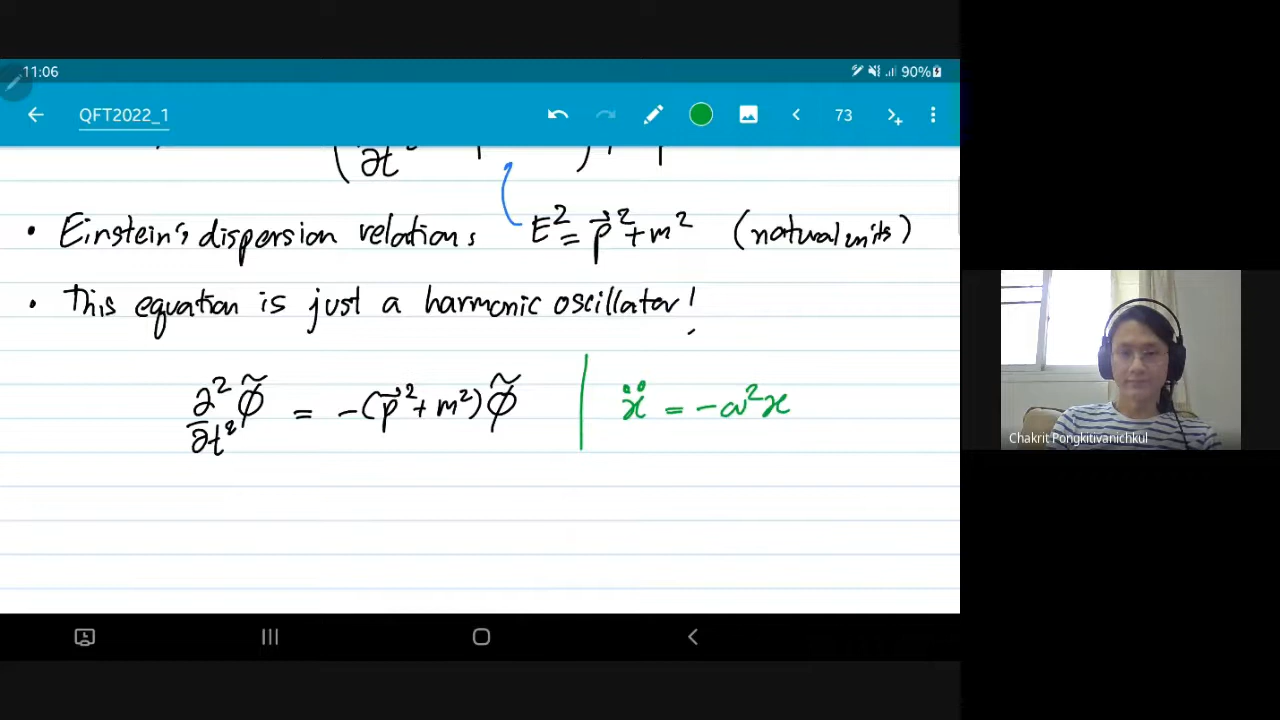 11:06 90%
QFT2022_1 73
∂t
• Einstein's dispersion relation: E² = p⃗² + m² (natural units)
• This equation is just a harmonic oscillator!
∂²/∂t² φ̃ = -(p⃗² + m²) φ̃ | ẍ = -ω²x
Chakrit Pongkitivanichkul